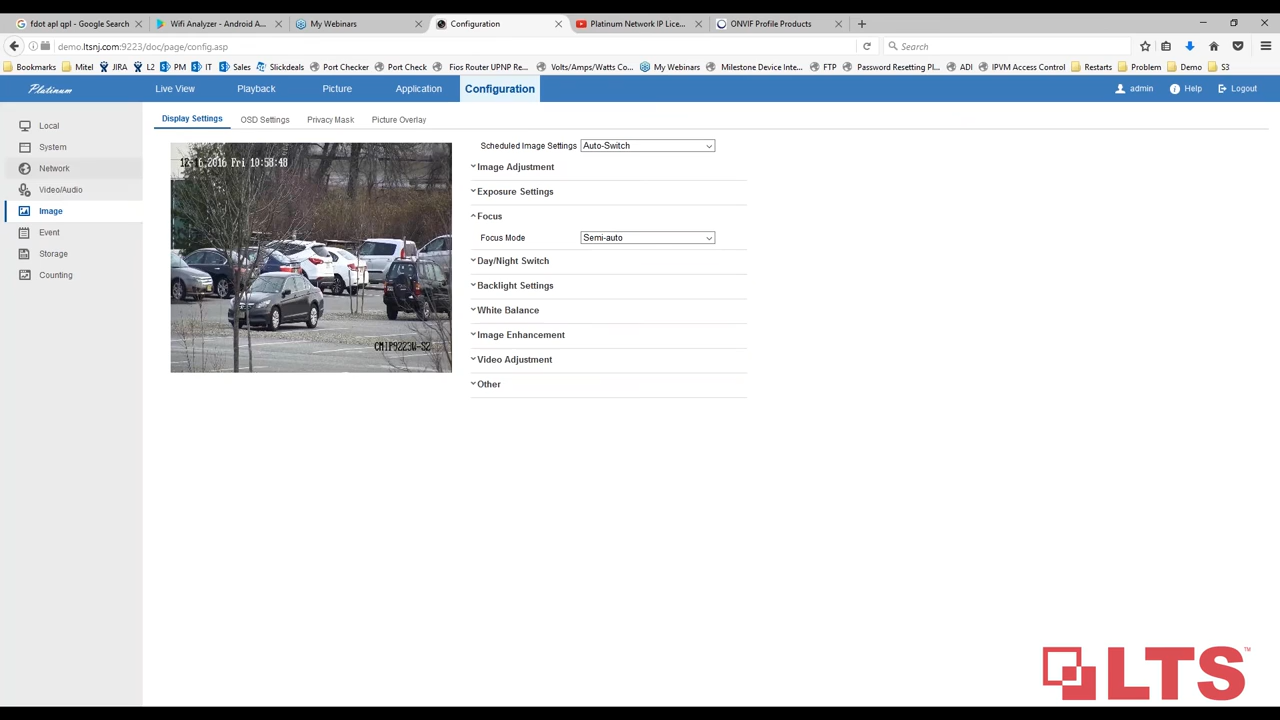 fdot apl qpl - Google Search
Wifi Analyzer - Android A...
My Webinars
Configuration
Platinum Network IP Lice...
ONVIF Profile Products
demo.ltsnj.com:9223/doc/page/config.asp
Search
Bookmarks
Mitel
JIRA
L2
PM
IT
Sales
Slickdeals
Port Checker
Port Check
Fios Router UPNP Re...
Volts/Amps/Watts Co...
My Webinars
Milestone Device Inte...
FTP
Password Resetting Pl...
ADI
IPVM Access Control
Restarts
Problem
Demo
S3
Platinum
Live View
Playback
Picture
Application
Configuration
admin
Help
Logout
Local
System
Network
Video/Audio
Image
Event
Storage
Counting
Display Settings
OSD Settings
Privacy Mask
Picture Overlay
CMIP9223W-S2
Scheduled Image Settings
Auto-Switch
Image Adjustment
Exposure Settings
Focus
Focus Mode
Semi-auto
Day/Night Switch
Backlight Settings
White Balance
Image Enhancement
Video Adjustment
Other
LTS™